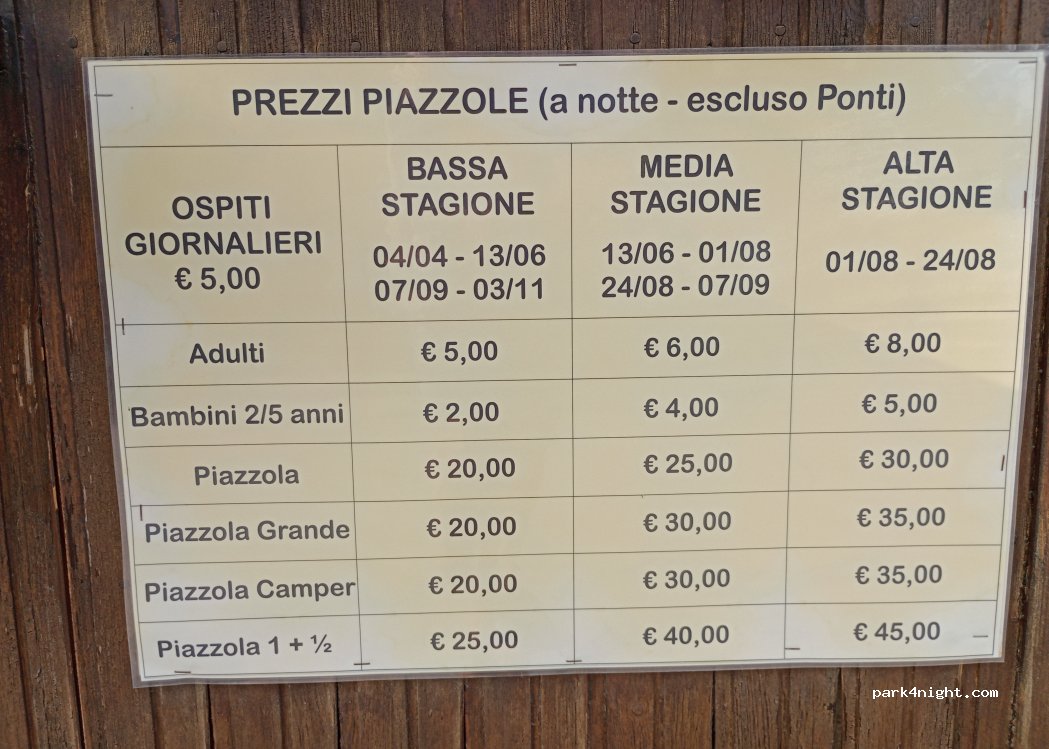 PREZZI PIAZZOLE (a notte - escluso Ponti)
OSPITI
GIORNALIERI
€ 5,00
BASSA
STAGIONE
04/04 - 13/06
07/09 - 03/11
MEDIA
STAGIONE
13/06 - 01/08
24/08 - 07/09
ALTA
STAGIONE
01/08 - 24/08
Adulti € 5,00 € 6,00 € 8,00
Bambini 2/5 anni € 2,00 € 4,00 € 5,00
Piazzola € 20,00 € 25,00 € 30,00
Piazzola Grande € 20,00 € 30,00 € 35,00
Piazzola Camper € 20,00 € 30,00 € 35,00
Piazzola 1 + ½ € 25,00 € 40,00 € 45,00
park4night.com